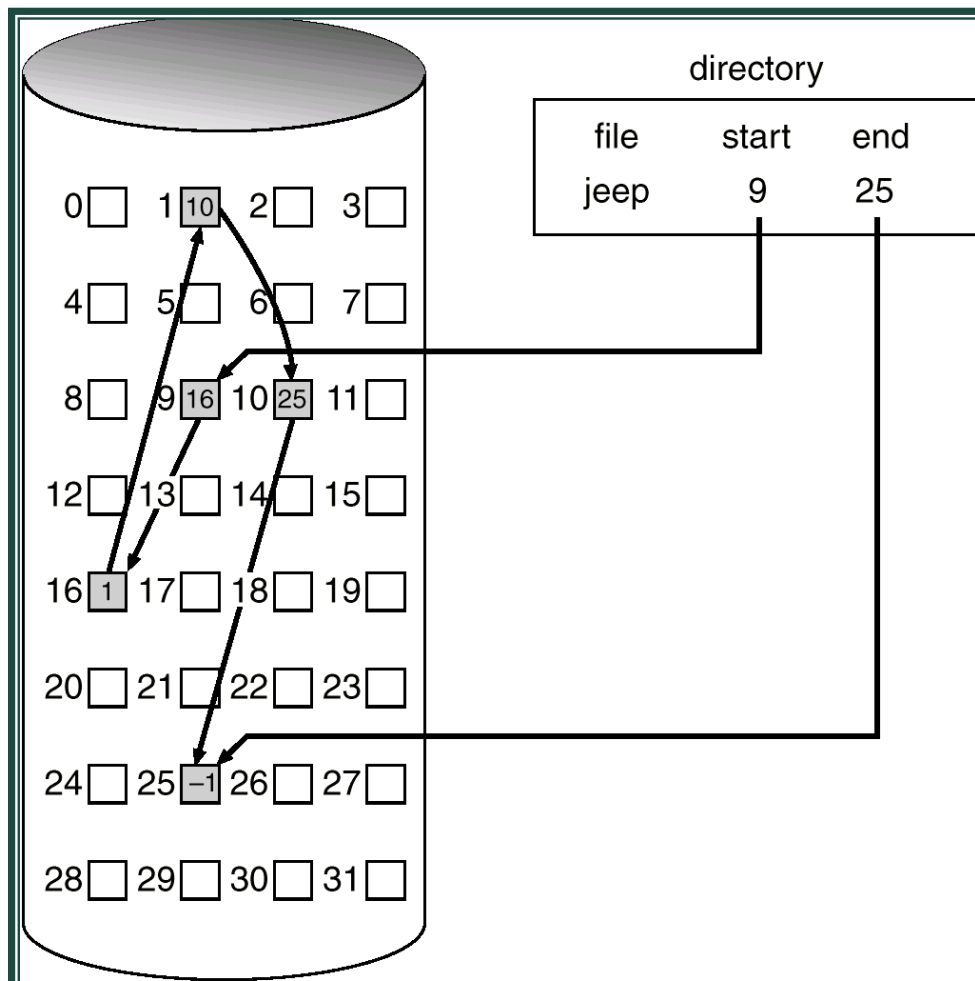 directory
file start end
jeep 9 25
0 1 10 2 3
4 5 6 7
8 9 16 10 25 11
12 13 14 15
16 1 17 18 19
20 21 22 23
24 25 –1 26 27
28 29 30 31